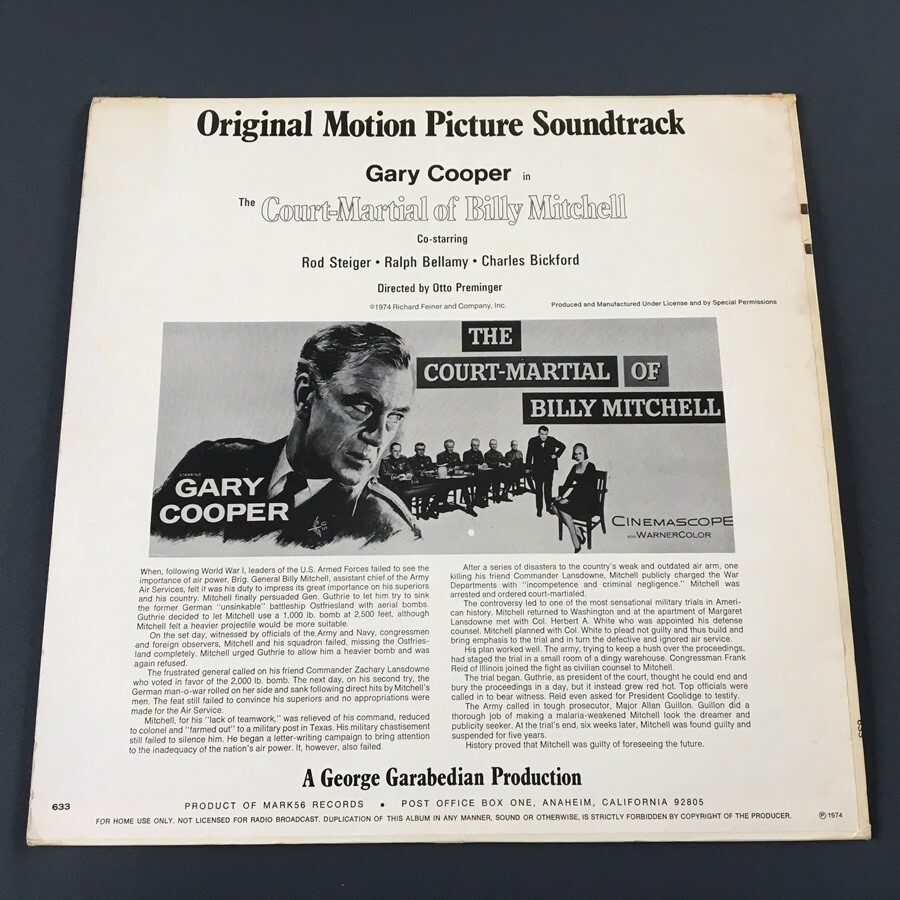 Original Motion Picture Soundtrack
Gary Cooper in
The Court-Martial of Billy Mitchell
Co-starring
Rod Steiger • Ralph Bellamy • Charles Bickford
Directed by Otto Preminger
©1974 Richard Feiner and Company, Inc.
Produced and Manufactured Under License and by Special Permissions
THE
COURT-MARTIAL OF
BILLY MITCHELL
STARRING
GARY
COOPER
CINEMASCOPE
AND WARNERCOLOR
When, following World War I, leaders of the U.S. Armed Forces failed to see the
importance of air power, Brig. General Billy Mitchell, assistant chief of the Army
Air Services, felt it was his duty to impress its great importance on his superiors
and his country. Mitchell finally persuaded Gen. Guthrie to let him try to sink
the former German "unsinkable" battleship Ostfriesland with aerial bombs.
Guthrie decided to let Mitchell use a 1,000 lb. bomb at 2,500 feet, although
Mitchell felt a heavier projectile would be more suitable.
On the set day, witnessed by officials of the Army and Navy, congressmen
and foreign observers, Mitchell and his squadron failed, missing the Ostfries-
land completely. Mitchell urged Guthrie to allow him a heavier bomb and was
again refused.
The frustrated general called on his friend Commander Zachary Lansdowne
who voted in favor of the 2,000 lb. bomb. The next day, on his second try, the
German man-o-war rolled on her side and sank following direct hits by Mitchell's
men. The feat still failed to convince his superiors and no appropriations were
made for the Air Service.
Mitchell, for his "lack of teamwork," was relieved of his command, reduced
to colonel and "farmed out" to a military post in Texas. His military chastisement
still failed to silence him. He began a letter-writing campaign to bring attention
to the inadequacy of the nation's air power. It, however, also failed.
After a series of disasters to the country's weak and outdated air arm, one
killing his friend Commander Lansdowne, Mitchell publicly charged the War
Departments with "incompetence and criminal negligence." Mitchell was
arrested and ordered court-martialed.
The controversy led to one of the most sensational military trials in Ameri-
can history. Mitchell returned to Washington and at the apartment of Margaret
Lansdowne met with Col. Herbert A. White who was appointed his defense
counsel. Mitchell planned with Col. White to plead not guilty and thus build and
bring emphasis to the trial and in turn the defective and ignored air service.
His plan worked well. The army, trying to keep a hush over the proceedings,
had staged the trial in a small room of a dingy warehouse. Congressman Frank
Reid of Illinois joined the fight as civilian counsel to Mitchell.
The trial began. Guthrie, as president of the court, thought he could end and
bury the proceedings in a day, but it instead grew red hot. Top officials were
called in to bear witness. Reid even asked for President Coolidge to testify.
The Army called in tough prosecutor, Major Allan Guillon. Guillon did a
thorough job of making a malaria-weakened Mitchell look the dreamer and
publicity seeker. At the trial's end, six weeks later, Mitchell was found guilty and
suspended for five years.
History proved that Mitchell was guilty of foreseeing the future.
A George Garabedian Production
633
PRODUCT OF MARK56 RECORDS • POST OFFICE BOX ONE, ANAHEIM, CALIFORNIA 92805
FOR HOME USE ONLY. NOT LICENSED FOR RADIO BROADCAST. DUPLICATION OF THIS ALBUM IN ANY MANNER, SOUND OR OTHERWISE, IS STRICTLY FORBIDDEN BY COPYRIGHT OF THE PRODUCER.
℗1974